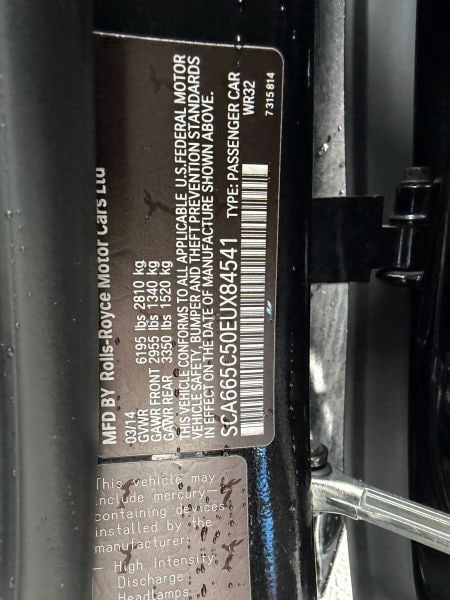 MFD BY Rolls-Royce Motor Cars Ltd
03/14
GVWR 6195 lbs 2810 kg
GAWR FRONT 2955 lbs 1340 kg
GAWR REAR 3350 lbs 1520 kg
THIS VEHICLE CONFORMS TO ALL APPLICABLE U.S.FEDERAL MOTOR
VEHICLE SAFETY, BUMPER, AND THEFT PREVENTION STANDARDS
IN EFFECT ON THE DATE OF MANUFACTURE SHOWN ABOVE.
SCA665C50EUX84541 TYPE: PASSENGER CAR
WR32
7 315 814
This vehicle may
include mercury
containing devices
installed by the
manufacturer:
– High Intensity
Discharge
Headlamps